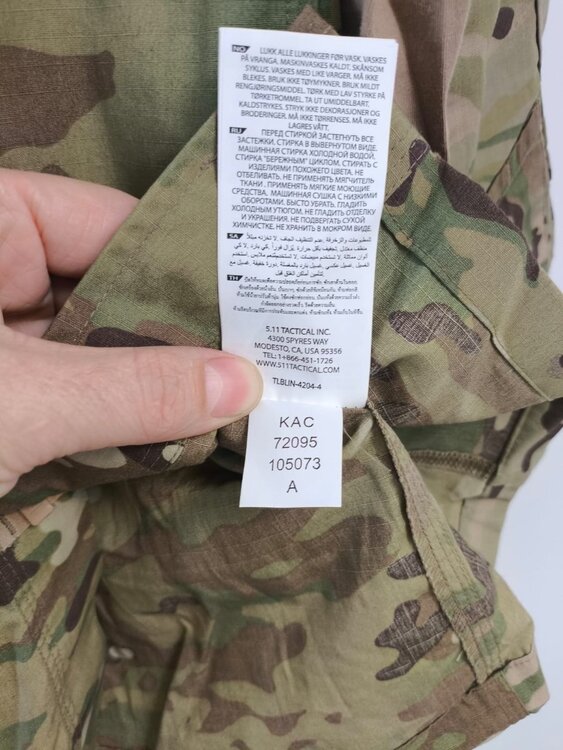 NO
LUKK ALLE LUKKINGER FØR VASK, VASKES
PÅ VRANGA, MASKINVASKES KALDT. SKÅNSOM
SYKLUS. VASKES MED LIKE VARGER. MÅ IKKE
BLEKES. BRUK IKKE TØYMYKNER. BRUK MILDT
RENGJØRINGSMIDDEL. TØRK MED LAV STYRKE PÅ
TØRKETROMMEL. TA UT UMIDDELBART.
KALDSTRYKES. STRYK IKKE ORNAMENTER OG
BRODERINGER. MÅ IKKE TØRRENSES. MÅ IKKE
LAGRES VÅTT.
RU
ПЕРЕД СТИРКОЙ ЗАСТЕГНУТЬ ВСЕ
ЗАСТЕЖКИ. СТИРКА В ВЫВЕРНУТОМ ВИДЕ.
МАШИННАЯ СТИРКА ХОЛОДНОЙ ВОДОЙ.
СТИРКА "БЕРЕЖНЫМ" ЦИКЛОМ. СТИРАТЬ С
ИЗДЕЛИЯМИ ПОХОЖЕГО ЦВЕТА. НЕ
ОТБЕЛИВАТЬ. НЕ ПРИМЕНЯТЬ МЯГЧИТЕЛЬ
ТКАНИ. ПРИМЕНЯТЬ МЯГКИЕ МОЮЩИЕ
СРЕДСТВА. МАШИННАЯ СУШКА С НИЗКИМИ
ОБОРОТАМИ. БЫСТО УБРАТЬ. ГЛАДИТЬ
ХОЛОДНЫМ УТЮГОМ. НЕ ГЛАДИТЬ ОТДЕЛКУ
И УКРАШЕНИЯ. НЕ ПОДВЕРГАТЬ СУХОЙ
ХИМЧИСТКЕ. НЕ ХРАНИТЬ В МОКРОМ ВИДЕ.
SA
TH
5.11 TACTICAL INC.
4300 SPYRES WAY
MODESTO, CA, USA 95356
TEL:1+866-451-1726
WWW.511TACTICAL.COM
TLBLIN-4204-4
KAC
72095
105073
A